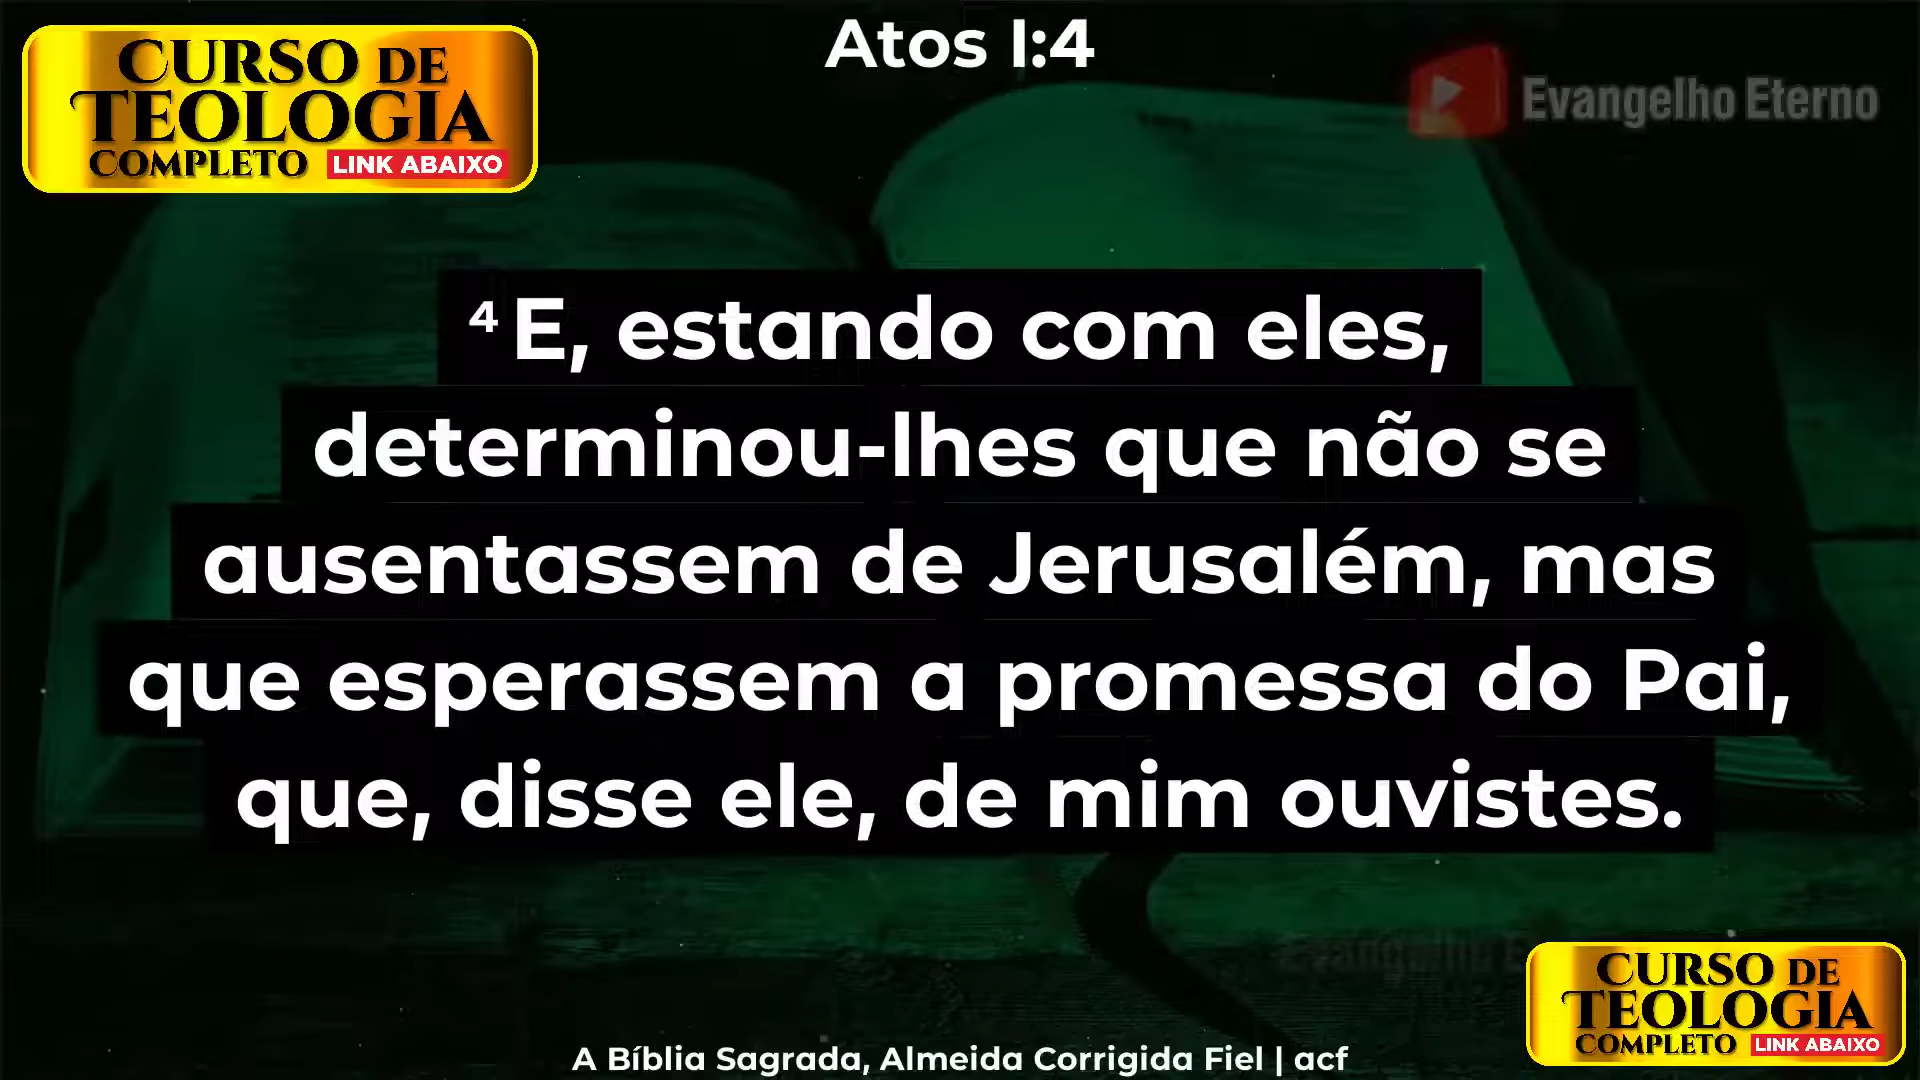 Atos 1:4
CURSO DE
TEOLOGIA
COMPLETO LINK ABAIXO
Evangelho Eterno
4 E, estando com eles,
determinou-lhes que não se
ausentassem de Jerusalém, mas
que esperassem a promessa do Pai,
que, disse ele, de mim ouvistes.
CURSO DE
TEOLOGIA
COMPLETO LINK ABAIXO
A Bíblia Sagrada, Almeida Corrigida Fiel | acf